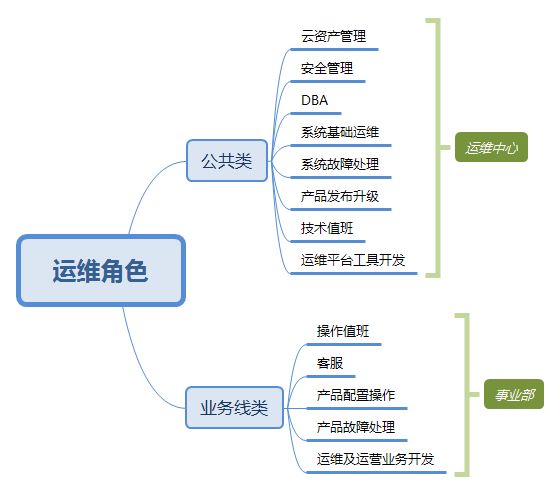 运维角色
公共类
云资产管理
安全管理
DBA
系统基础运维
系统故障处理
产品发布升级
技术值班
运维平台工具开发
运维中心
业务线类
操作值班
客服
产品配置操作
产品故障处理
运维及运营业务开发
事业部